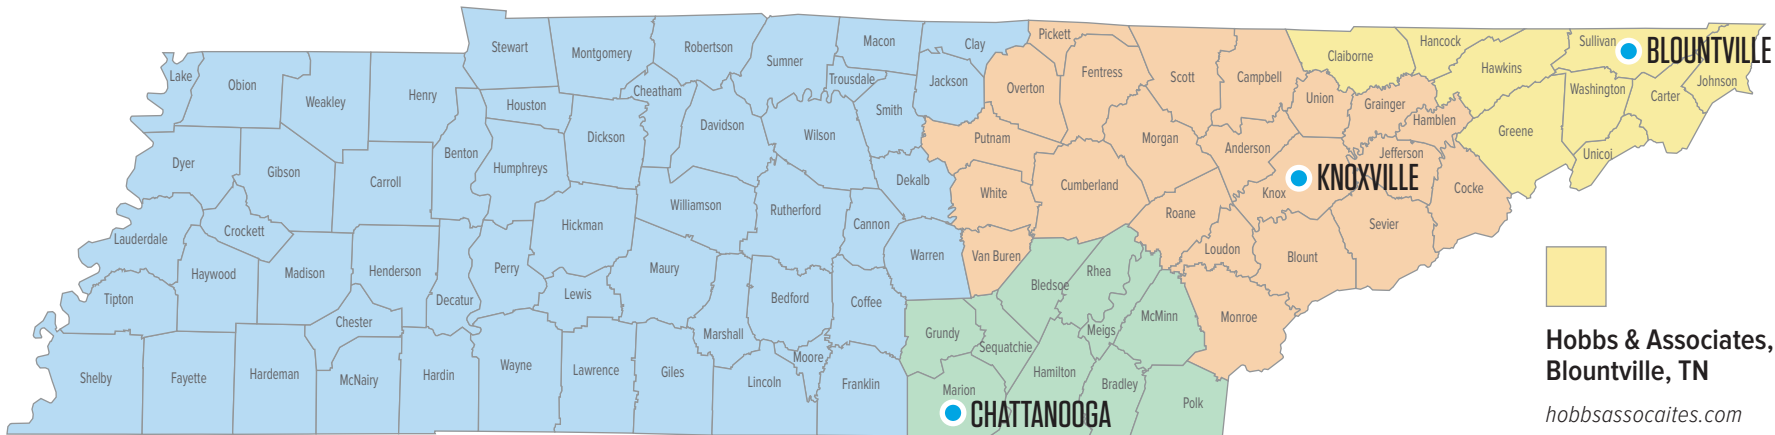 Stewart
Montgomery
Robertson
Sumner
Macon
Clay
Pickett
Claiborne
Hancock
Sullivan
BLOUNTVILLE
Lake
Obion
Weakley
Henry
Houston
Cheatham
Trousdale
Jackson
Overton
Fentress
Scott
Campbell
Union
Grainger
Hawkins
Washington
Carter
Johnson
Dickson
Davidson
Wilson
Smith
Putnam
Morgan
Anderson
Hamblen
Greene
Unicoi
Dyer
Gibson
Carroll
Benton
Humphreys
Dekalb
White
Cumberland
Knox
KNOXVILLE
Jefferson
Cocke
Lauderdale
Crockett
Hickman
Williamson
Rutherford
Cannon
Warren
Van Buren
Roane
Loudon
Blount
Sevier
Haywood
Madison
Henderson
Decatur
Perry
Lewis
Maury
Bedford
Coffee
Bledsoe
Rhea
Tipton
Chester
Marshall
Moore
Grundy
Sequatchie
Meigs
McMinn
Monroe
Shelby
Fayette
Hardeman
McNairy
Hardin
Wayne
Lawrence
Giles
Lincoln
Franklin
Marion
Hamilton
Bradley
Polk
CHATTANOOGA
Hobbs & Associates,
Blountville, TN
hobbsassocaites.com